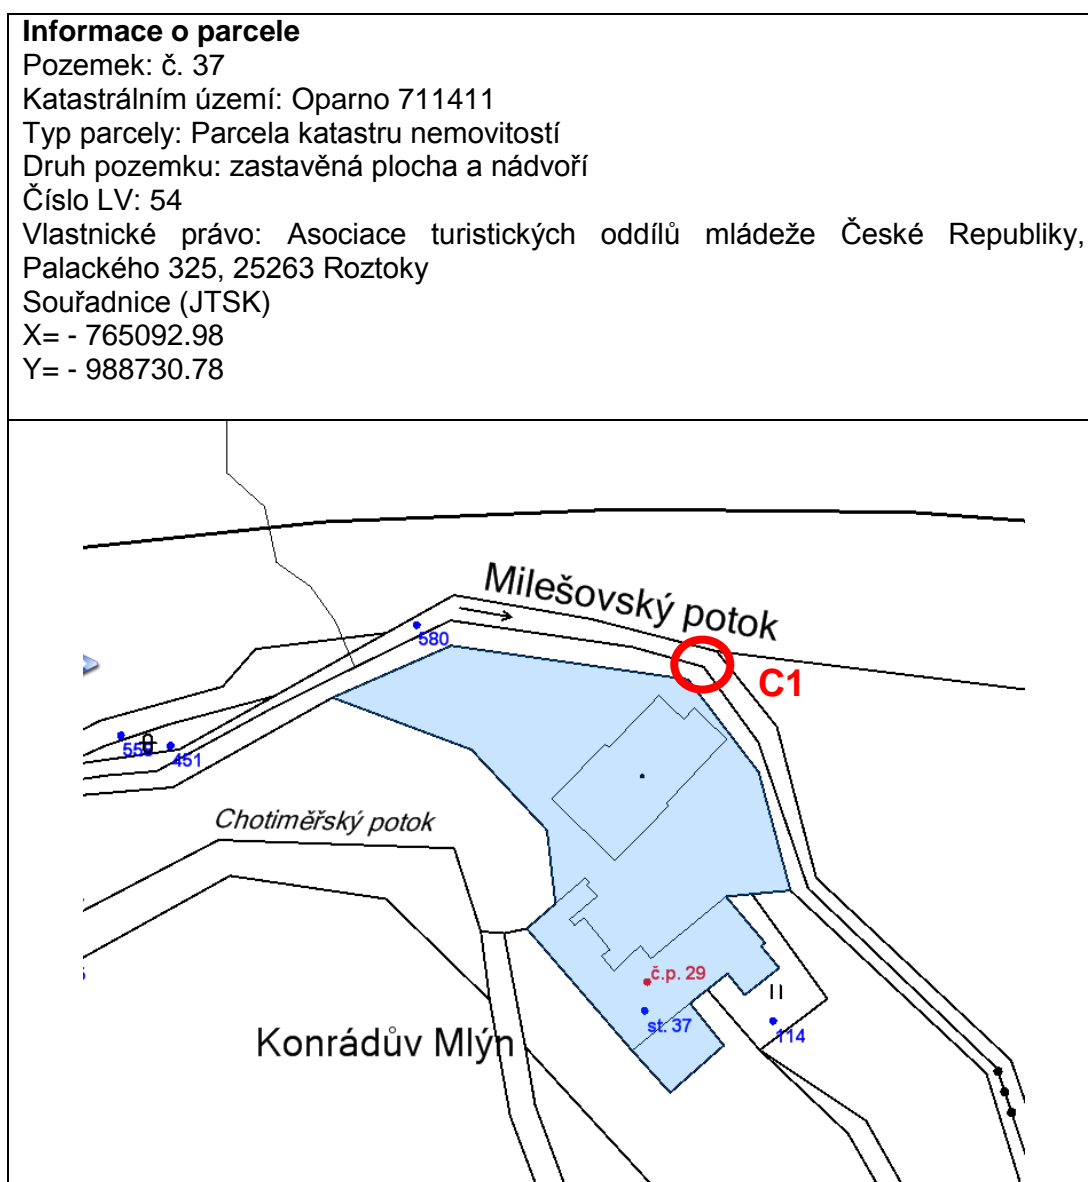 Informace o parcele
Pozemek: č. 37
Katastrálním území: Oparno 711411
Typ parcely: Parcela katastru nemovitostí
Druh pozemku: zastavěná plocha a nádvoří
Číslo LV: 54
Vlastnické právo: Asociace turistických oddílů mládeže České Republiky,
Palackého 325, 25263 Roztoky
Souřadnice (JTSK)
X= - 765092.98
Y= - 988730.78
Milešovský potok
580
C1
451
Chotiměřský potok
č.p. 29
st. 37
114
Konrádův Mlýn